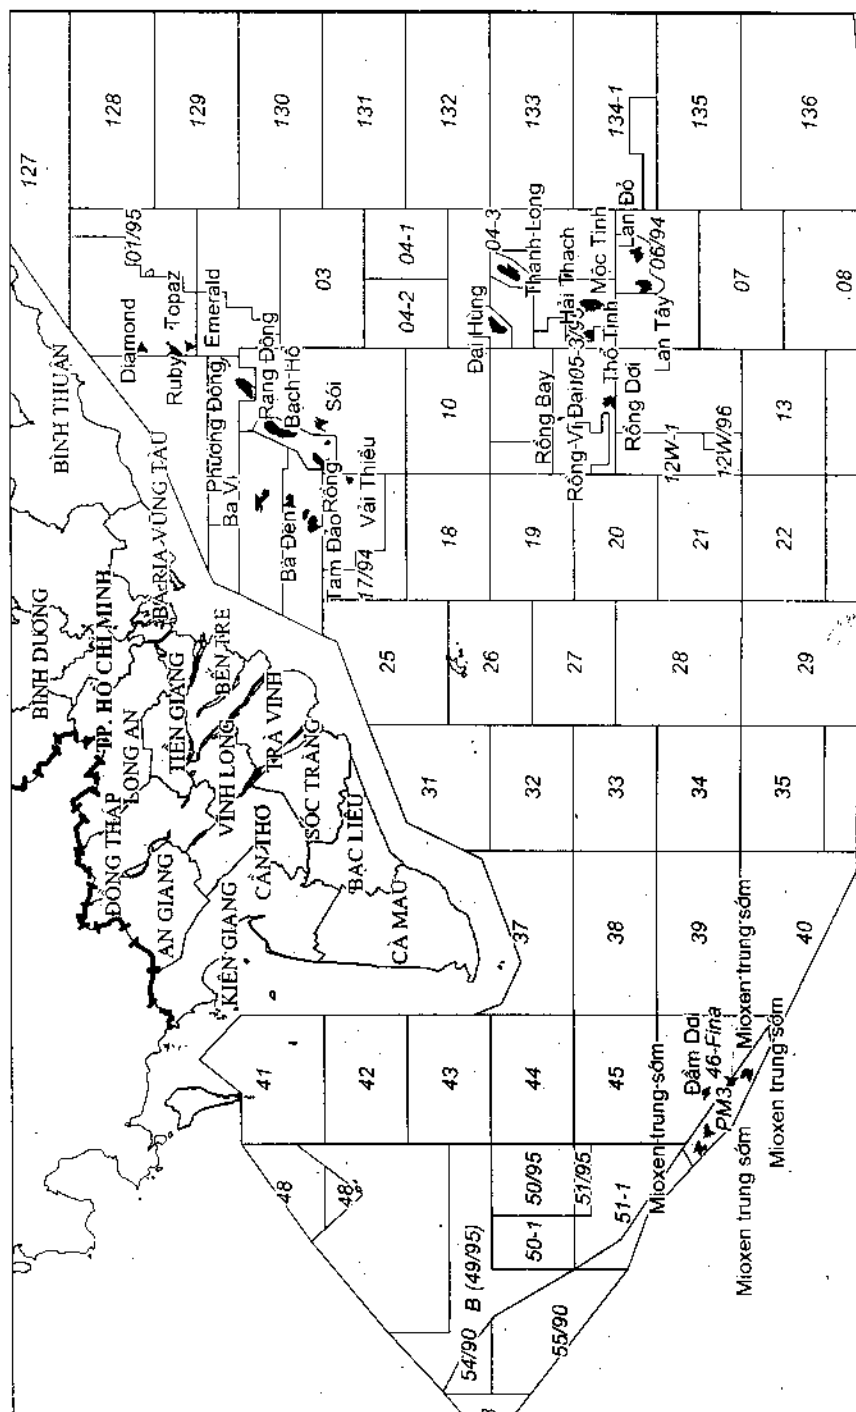 127
128
129
130
131
132
133
134-1
135
136
01/95
Diamond
Topaz
Ruby
Emerald
03
04-1
04-2
04-3
Thanh-Long
Đại Hùng
Hải Thạch
Mộc Tinh
05-3/95
Thổ Tinh
Lan Đỏ
06/94
Lan Tây
07
08
Phương Đông
Rạng Đông
Bạch Hổ
Sói
Ba Vì
Bà Đen
Tam Đảo
Rồng
Vải Thiều
17/94
10
Rồng Bay
Rồng Vĩ Đại
Rồng Đôi
12W-1
12W/96
13
18
19
20
21
22
25
26
27
28
29
31
32
33
34
35
37
38
39
40
BÌNH THUẬN
BÌNH DƯƠNG
TP. HỒ CHÍ MINH
BÀ RỊA-VŨNG TÀU
LONG AN
TIỀN GIANG
BẾN TRE
ĐỒNG THÁP
VĨNH LONG
TRÀ VINH
AN GIANG
CẦN THƠ
SÓC TRĂNG
KIÊN GIANG
BẠC LIÊU
CÀ MAU
41
42
43
44
45
Đầm Dơi
46-Fina
PM3
Mioxen trung sớm
Mioxen trung sớm
Mioxen trung sớm
Mioxen trung sớm
48
48
50/95
50-1
51/95
51-1
B (49/95)
54/90
55/90